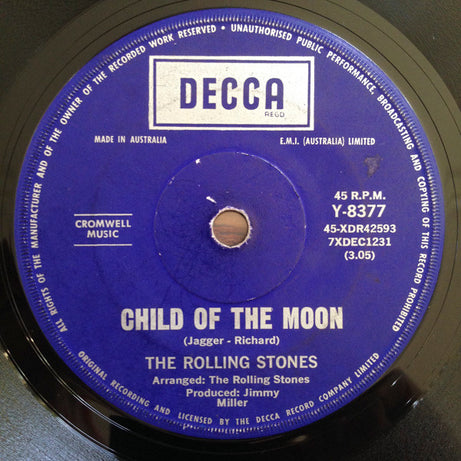 ALL RIGHTS OF THE MANUFACTURER AND OF THE OWNER OF THE RECORDED WORK RESERVED • UNAUTHORISED PUBLIC PERFORMANCE, BROADCASTING AND COPYING OF THIS RECORD PROHIBITED
DECCA
REGD
MADE IN AUSTRALIA
E.M.I. (AUSTRALIA) LIMITED
45 R.P.M.
Y-8377
45-XDR42593
7XDEC1231
(3.05)
CROMWELL
MUSIC
CHILD OF THE MOON
(Jagger - Richard)
THE ROLLING STONES
Arranged: The Rolling Stones
Produced: Jimmy
Miller
ORIGINAL RECORDING AND LICENSED BY THE DECCA RECORD COMPANY LIMITED